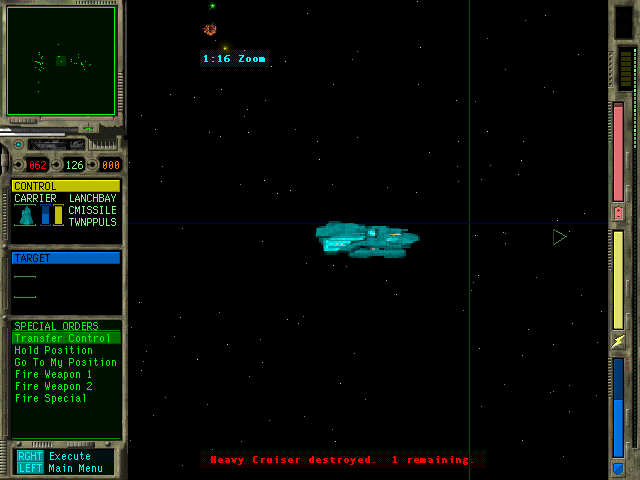 1:16 Zoom
062 126 000
CONTROL
CARRIER LANCHBAY
CMISSILE
TWNPPULS
TARGET
SPECIAL ORDERS
Transfer Control
Hold Position
Go To My Position
Fire Weapon 1
Fire Weapon 2
Fire Special
RGHT Execute
LEFT Main Menu
Heavy Cruiser destroyed. 1 remaining.